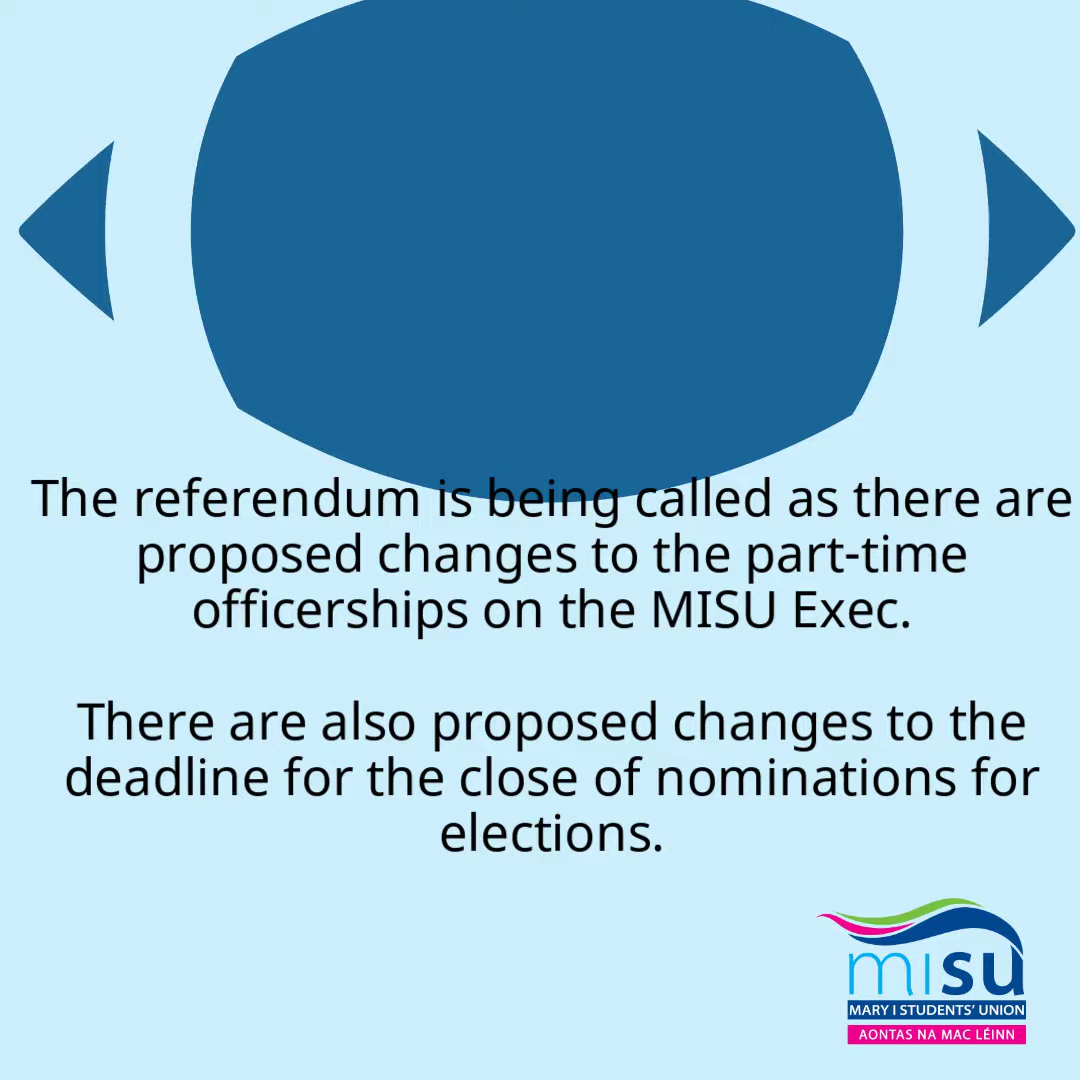 The referendum is being called as there are
proposed changes to the part-time
officerships on the MISU Exec.
There are also proposed changes to the
deadline for the close of nominations for
elections.
misu
MARY I STUDENTS' UNION
AONTAS NA MAC LÉINN